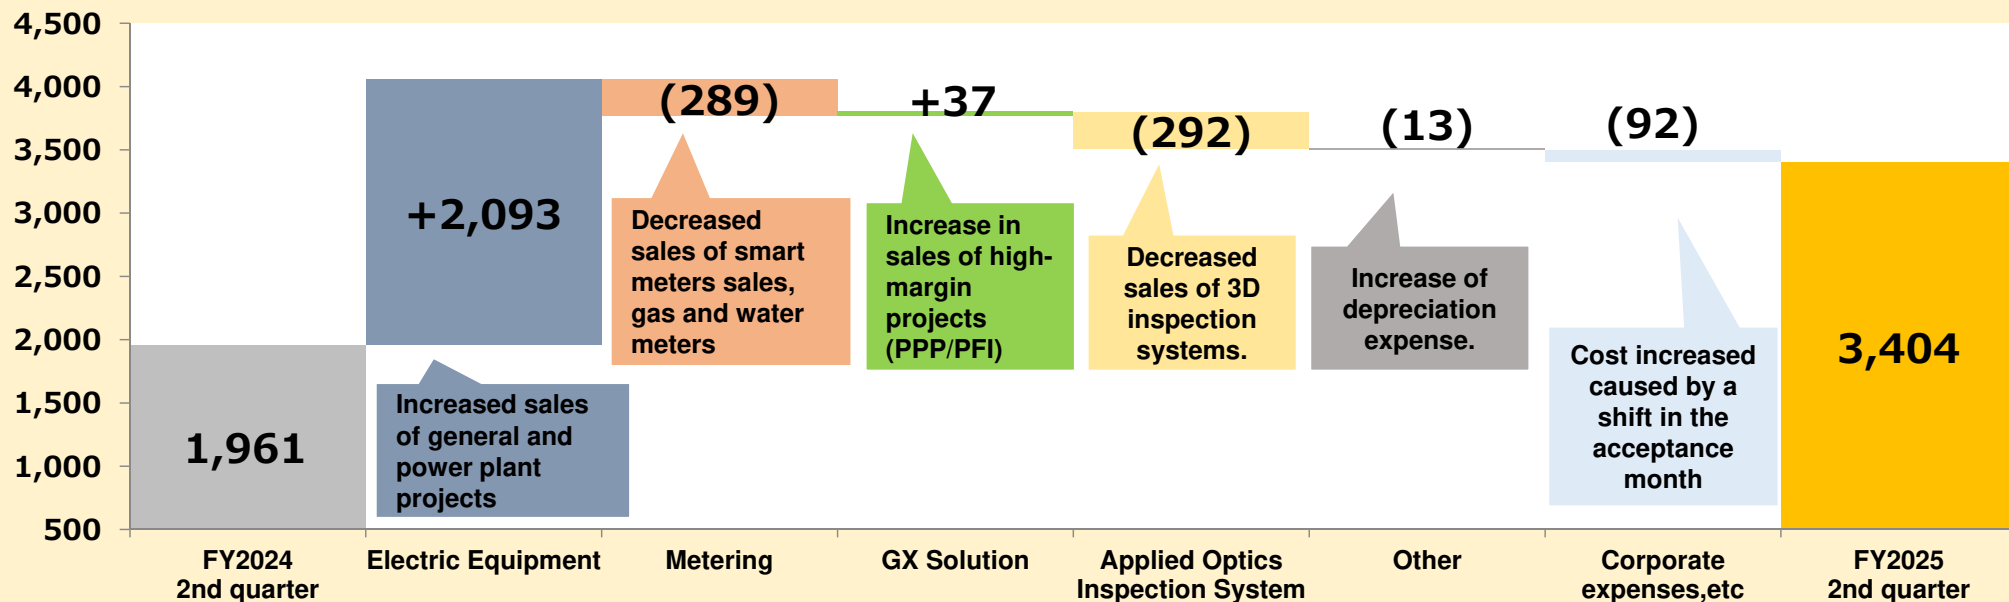 4,500
4,000
3,500
3,000
2,500
2,000
1,500
1,000
500
1,961
+2,093
(289)
+37
(292)
(13)
(92)
3,404
Increased sales
of general and
power plant
projects
Decreased
sales of smart
meters sales,
gas and water
meters
Increase in
sales of high-
margin
projects
(PPP/PFI)
Decreased
sales of 3D
inspection
systems.
Increase of
depreciation
expense.
Cost increased
caused by a
shift in the
acceptance
month
FY2024
2nd quarter
Electric Equipment
Metering
GX Solution
Applied Optics
Inspection System
Other
Corporate
expenses,etc
FY2025
2nd quarter